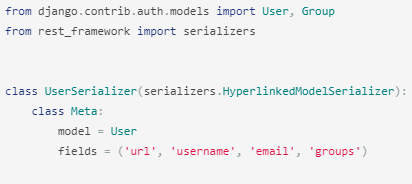 from django.contrib.auth.models import User, Group
from rest_framework import serializers
class UserSerializer(serializers.HyperlinkedModelSerializer):
    class Meta:
        model = User
        fields = ('url', 'username', 'email', 'groups')